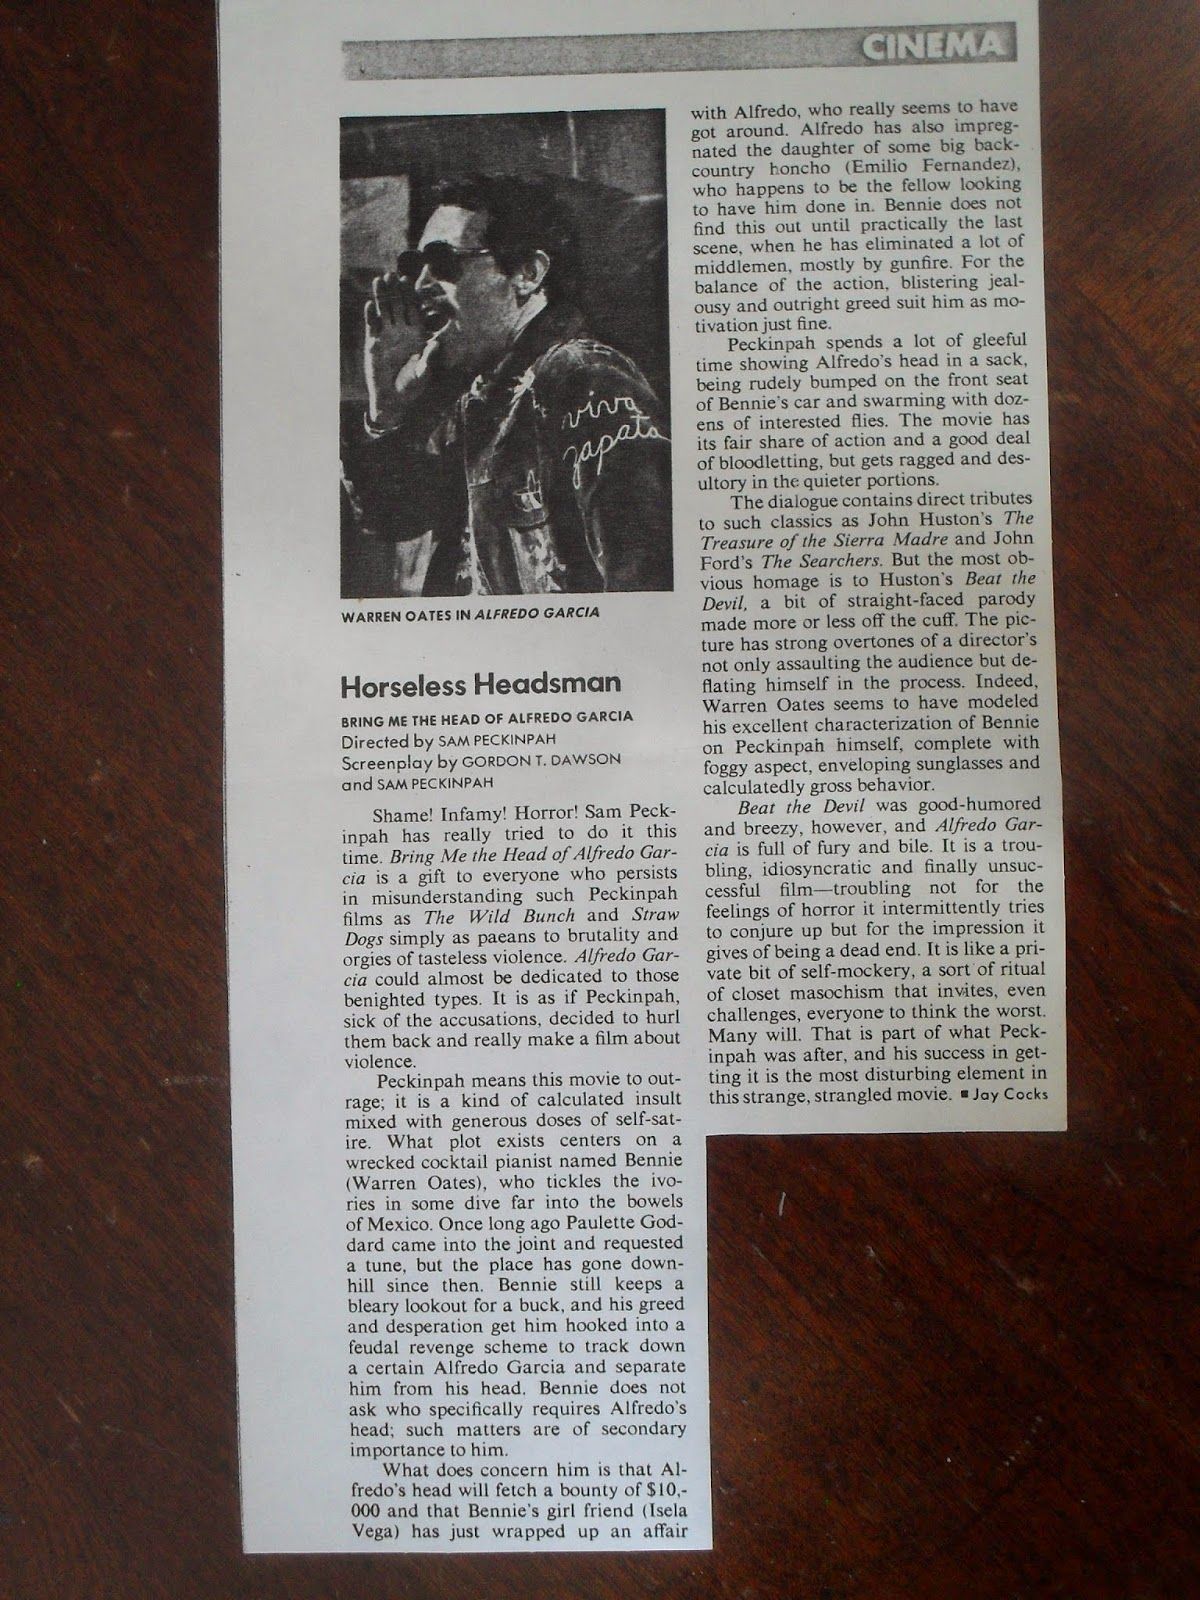 CINEMA
viva
zapata
WARREN OATES IN ALFREDO GARCIA
Horseless Headsman
BRING ME THE HEAD OF ALFREDO GARCIA
Directed by SAM PECKINPAH
Screenplay by GORDON T. DAWSON
and SAM PECKINPAH
Shame! Infamy! Horror! Sam Peck-
inpah has really tried to do it this
time. Bring Me the Head of Alfredo Gar-
cia is a gift to everyone who persists
in misunderstanding such Peckinpah
films as The Wild Bunch and Straw
Dogs simply as paeans to brutality and
orgies of tasteless violence. Alfredo Gar-
cia could almost be dedicated to those
benighted types. It is as if Peckinpah,
sick of the accusations, decided to hurl
them back and really make a film about
violence.
Peckinpah means this movie to out-
rage; it is a kind of calculated insult
mixed with generous doses of self-sat-
ire. What plot exists centers on a
wrecked cocktail pianist named Bennie
(Warren Oates), who tickles the ivo-
ries in some dive far into the bowels
of Mexico. Once long ago Paulette God-
dard came into the joint and requested
a tune, but the place has gone down-
hill since then. Bennie still keeps a
bleary lookout for a buck, and his greed
and desperation get him hooked into a
feudal revenge scheme to track down
a certain Alfredo Garcia and separate
him from his head. Bennie does not
ask who specifically requires Alfredo's
head; such matters are of secondary
importance to him.
What does concern him is that Al-
fredo's head will fetch a bounty of $10,-
000 and that Bennie's girl friend (Isela
Vega) has just wrapped up an affair
with Alfredo, who really seems to have
got around. Alfredo has also impreg-
nated the daughter of some big back-
country honcho (Emilio Fernandez),
who happens to be the fellow looking
to have him done in. Bennie does not
find this out until practically the last
scene, when he has eliminated a lot of
middlemen, mostly by gunfire. For the
balance of the action, blistering jeal-
ousy and outright greed suit him as mo-
tivation just fine.
Peckinpah spends a lot of gleeful
time showing Alfredo's head in a sack,
being rudely bumped on the front seat
of Bennie's car and swarming with doz-
ens of interested flies. The movie has
its fair share of action and a good deal
of bloodletting, but gets ragged and des-
ultory in the quieter portions.
The dialogue contains direct tributes
to such classics as John Huston's The
Treasure of the Sierra Madre and John
Ford's The Searchers. But the most ob-
vious homage is to Huston's Beat the
Devil, a bit of straight-faced parody
made more or less off the cuff. The pic-
ture has strong overtones of a director's
not only assaulting the audience but de-
flating himself in the process. Indeed,
Warren Oates seems to have modeled
his excellent characterization of Bennie
on Peckinpah himself, complete with
foggy aspect, enveloping sunglasses and
calculatedly gross behavior.
Beat the Devil was good-humored
and breezy, however, and Alfredo Gar-
cia is full of fury and bile. It is a trou-
bling, idiosyncratic and finally unsuc-
cessful film—troubling not for the
feelings of horror it intermittently tries
to conjure up but for the impression it
gives of being a dead end. It is like a pri-
vate bit of self-mockery, a sort of ritual
of closet masochism that invites, even
challenges, everyone to think the worst.
Many will. That is part of what Peck-
inpah was after, and his success in get-
ting it is the most disturbing element in
this strange, strangled movie. ■ Jay Cocks